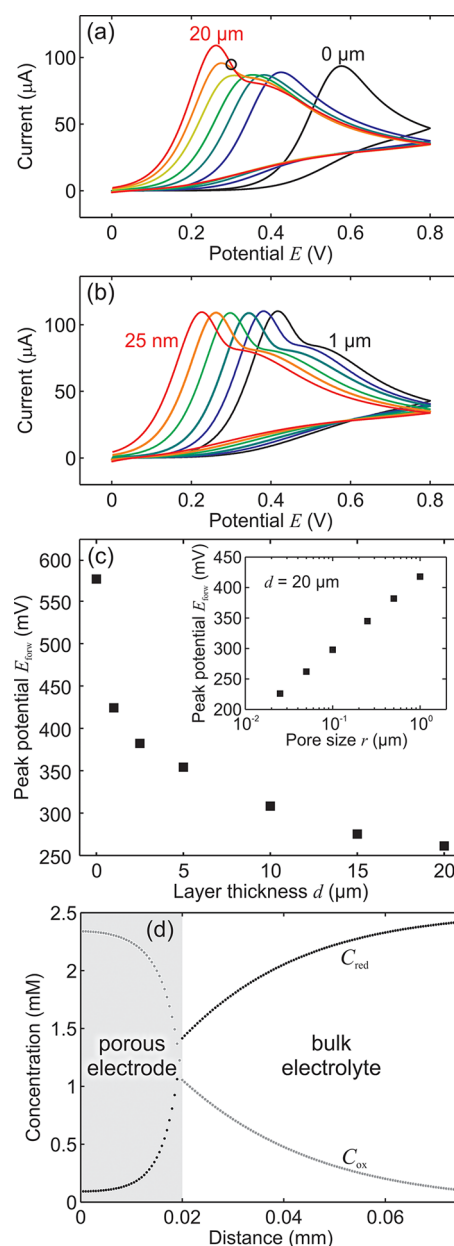 (a)
20 μm
0 μm
100
50
0
Current (μA)
0
0.2
0.4
0.6
0.8
Potential E (V)
(b)
25 nm
1 μm
100
50
0
Current (μA)
0
0.2
0.4
0.6
0.8
Potential E (V)
(c)
600
550
500
450
400
350
300
250
Peak potential Eforw (mV)
0
5
10
15
20
Layer thickness d (μm)
d = 20 μm
450
400
350
300
250
200
Peak potential Eforw (mV)
10⁻²
10⁻¹
10⁰
Pore size r (μm)
(d)
2.5
2
1.5
1
0.5
0
Concentration (mM)
Cred
porous
electrode
bulk
electrolyte
Cox
0
0.02
0.04
0.06
Distance (mm)